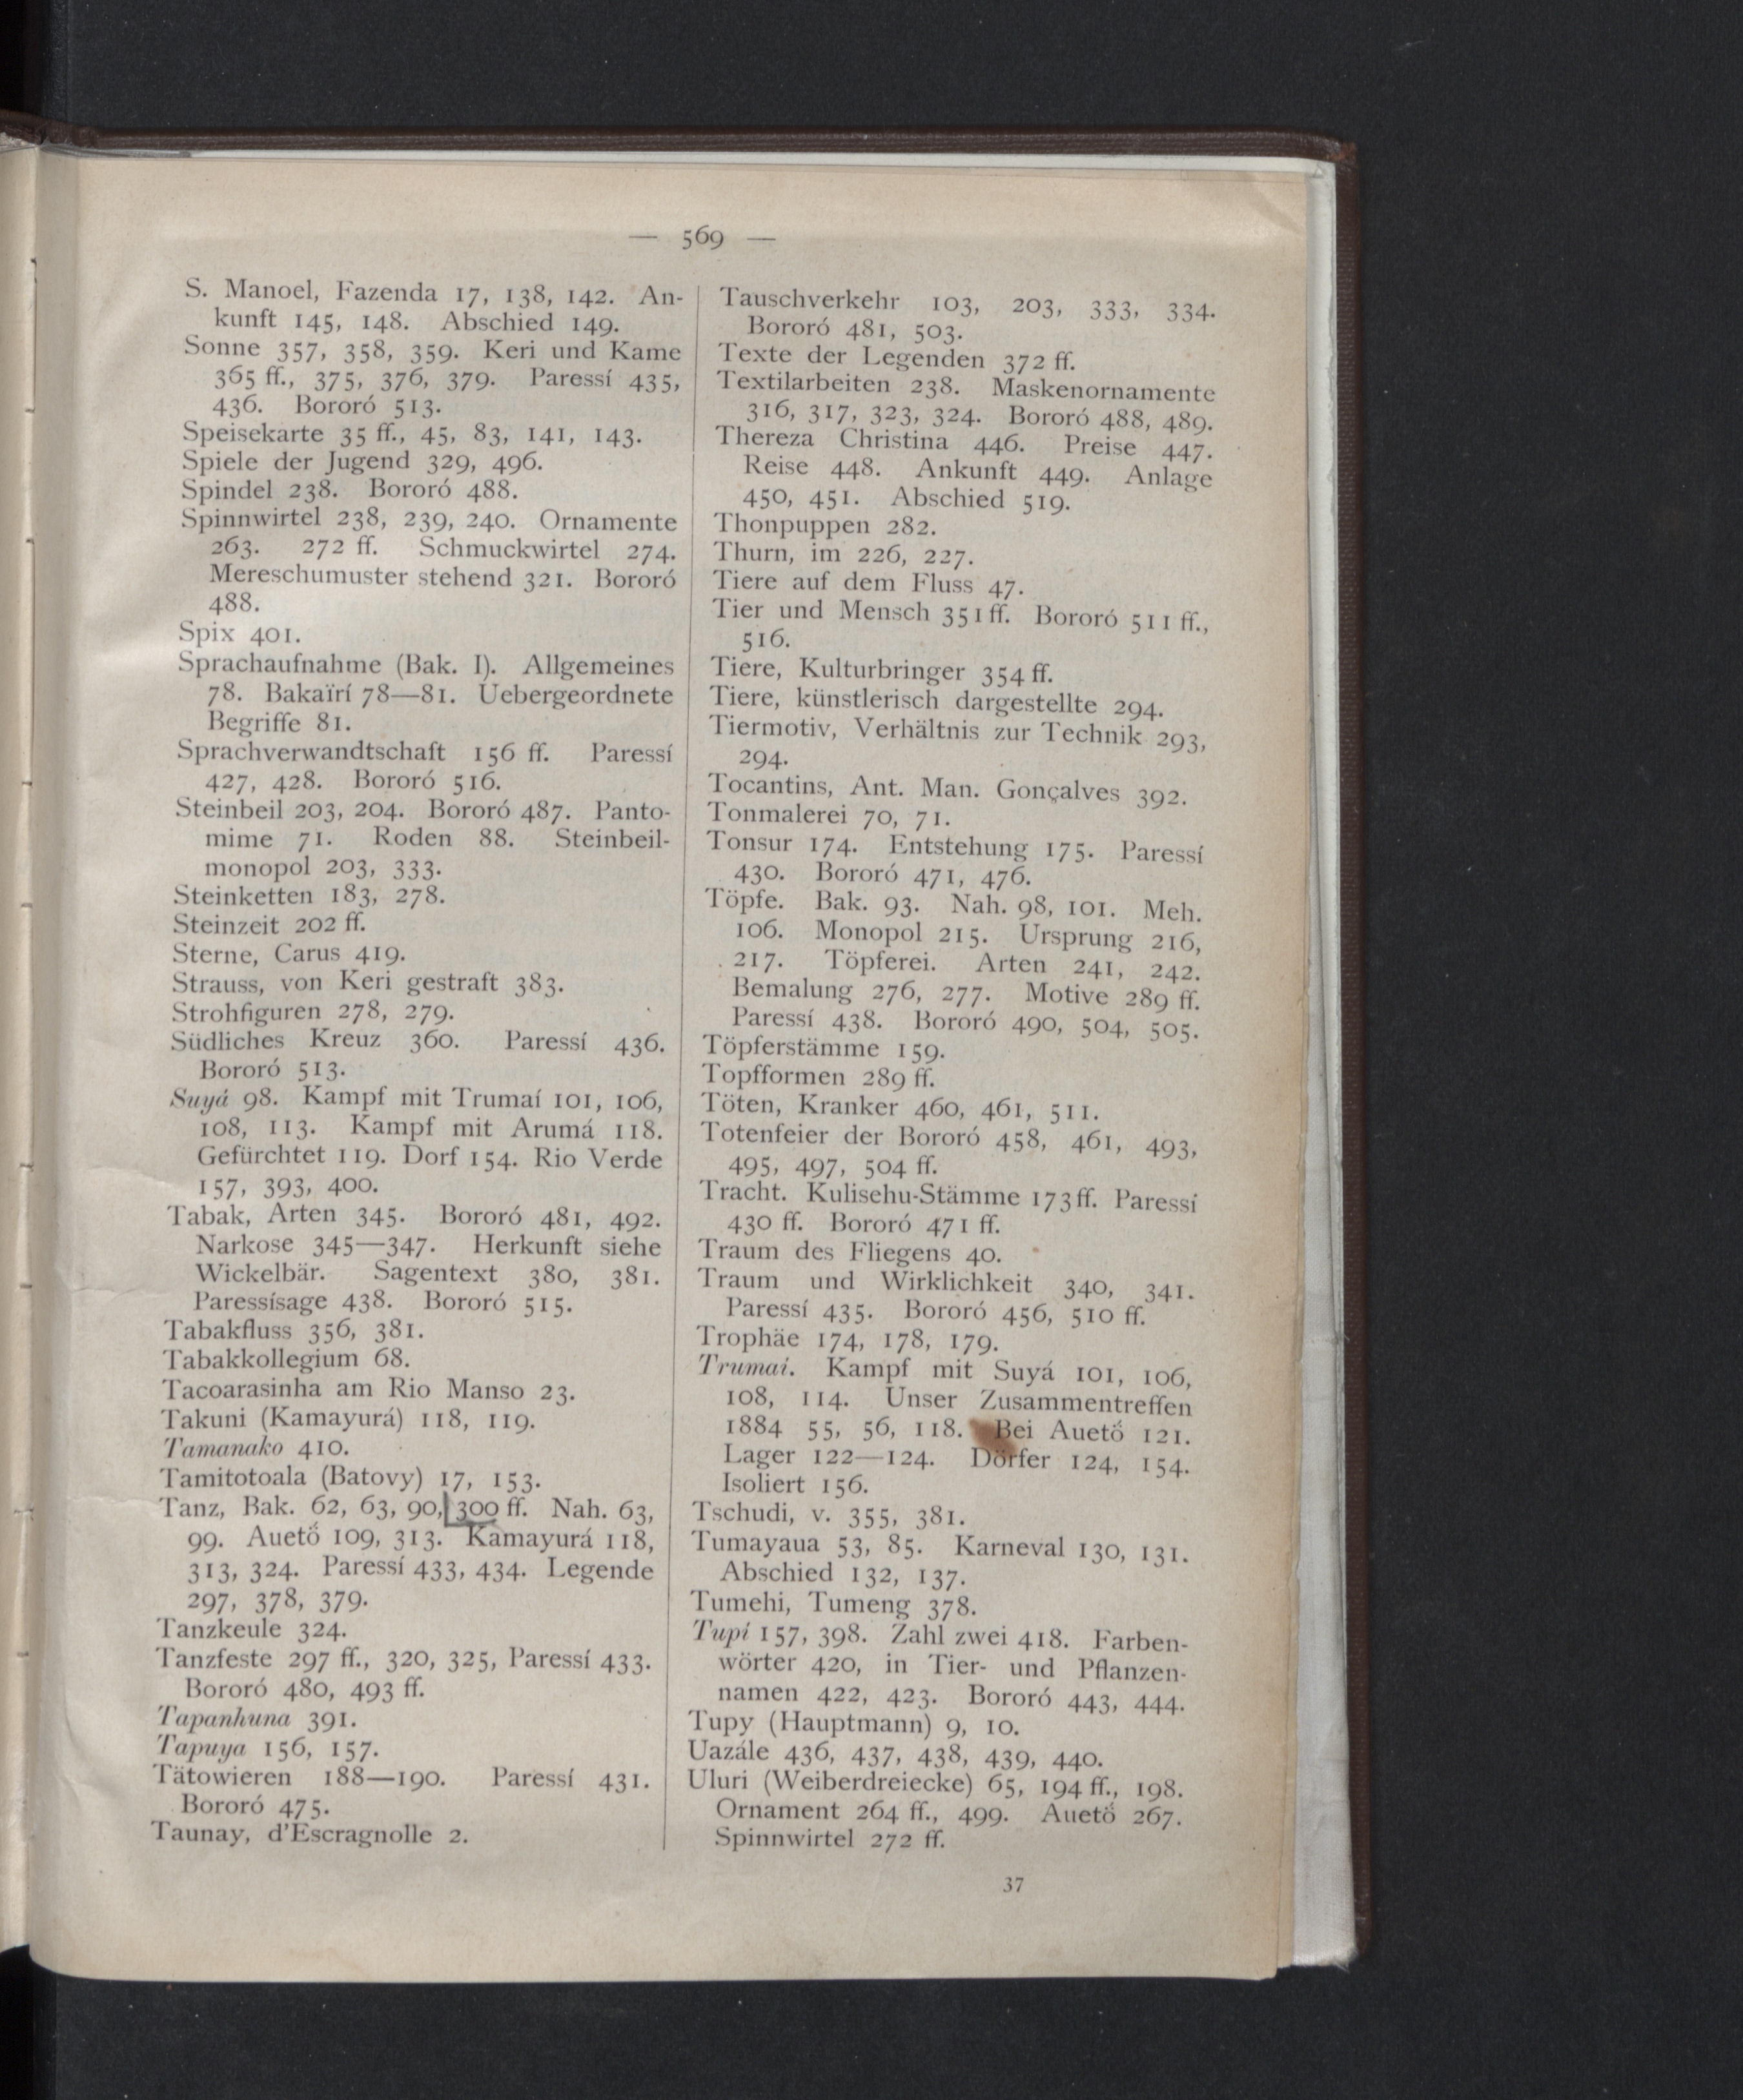 — 569 —
S. Manoel, Fazenda 17, 138, 142. An-
kunft 145, 148. Abschied 149.
Sonne 357, 358, 359. Keri und Kame
365 ff., 375, 376, 379. Paressí 435,
436. Bororó 513.
Speisekarte 35 ff., 45, 83, 141, 143.
Spiele der Jugend 329, 496.
Spindel 238. Bororó 488.
Spinnwirtel 238, 239, 240. Ornamente
263. 272 ff. Schmuckwirtel 274.
Mereschumuster stehend 321. Bororó
488.
Spix 401.
Sprachaufnahme (Bak. I). Allgemeines
78. Bakaïrí 78—81. Uebergeordnete
Begriffe 81.
Sprachverwandtschaft 156 ff. Paressí
427, 428. Bororó 516.
Steinbeil 203, 204. Bororó 487. Panto-
mime 71. Roden 88. Steinbeil-
monopol 203, 333.
Steinketten 183, 278.
Steinzeit 202 ff.
Sterne, Carus 419.
Strauss, von Keri gestraft 383.
Strohfiguren 278, 279.
Südliches Kreuz 360. Paressí 436.
Bororó 513.
Suyá 98. Kampf mit Trumaí 101, 106,
108, 113. Kampf mit Arumá 118.
Gefürchtet 119. Dorf 154. Rio Verde
157, 393, 400.
Tabak, Arten 345. Bororó 481, 492.
Narkose 345—347. Herkunft siehe
Wickelbär. Sagentext 380, 381.
Paressísage 438. Bororó 515.
Tabakfluss 356, 381.
Tabakkollegium 68.
Tacoarasinha am Rio Manso 23.
Takuni (Kamayurá) 118, 119.
Tamanako 410.
Tamitotoala (Batovy) 17, 153.
Tanz, Bak. 62, 63, 90, 300 ff. Nah. 63,
99. Auetö́ 109, 313. Kamayurá 118,
313, 324. Paressí 433, 434. Legende
297, 378, 379.
Tanzkeule 324.
Tanzfeste 297 ff., 320, 325, Paressí 433.
Bororó 480, 493 ff.
Tapanhuna 391.
Tapuya 156, 157.
Tätowieren 188—190. Paressí 431.
Bororó 475.
Taunay, d'Escragnolle 2.
Tauschverkehr 103, 203, 333, 334.
Bororó 481, 503.
Texte der Legenden 372 ff.
Textilarbeiten 238. Maskenornamente
316, 317, 323, 324. Bororó 488, 489.
Thereza Christina 446. Preise 447.
Reise 448. Ankunft 449. Anlage
450, 451. Abschied 519.
Thonpuppen 282.
Thurn, im 226, 227.
Tiere auf dem Fluss 47.
Tier und Mensch 351 ff. Bororó 511 ff.,
516.
Tiere, Kulturbringer 354 ff.
Tiere, künstlerisch dargestellte 294.
Tiermotiv, Verhältnis zur Technik 293,
294.
Tocantins, Ant. Man. Gonçalves 392.
Tonmalerei 70, 71.
Tonsur 174. Entstehung 175. Paressí
430. Bororó 471, 476.
Töpfe. Bak. 93. Nah. 98, 101. Meh.
106. Monopol 215. Ursprung 216,
217. Töpferei. Arten 241, 242.
Bemalung 276, 277. Motive 289 ff.
Paressí 438. Bororó 490, 504, 505.
Töpferstämme 159.
Topfformen 289 ff.
Töten, Kranker 460, 461, 511.
Totenfeier der Bororó 458, 461, 493,
495, 497, 504 ff.
Tracht. Kulisehu-Stämme 173 ff. Paressí
430 ff. Bororó 471 ff.
Traum des Fliegens 40.
Traum und Wirklichkeit 340, 341.
Paressí 435. Bororó 456, 510 ff.
Trophäe 174, 178, 179.
Trumaí. Kampf mit Suyá 101, 106,
108, 114. Unser Zusammentreffen
1884 55, 56, 118. Bei Auetö́ 121.
Lager 122—124. Dörfer 124, 154.
Isoliert 156.
Tschudi, v. 355, 381.
Tumayaua 53, 85. Karneval 130, 131.
Abschied 132, 137.
Tumehi, Tumeng 378.
Tupí 157, 398. Zahl zwei 418. Farben-
wörter 420, in Tier- und Pflanzen-
namen 422, 423. Bororó 443, 444.
Tupy (Hauptmann) 9, 10.
Uazále 436, 437, 438, 439, 440.
Uluri (Weiberdreiecke) 65, 194 ff., 198.
Ornament 264 ff., 499. Auetö́ 267.
Spinnwirtel 272 ff.
37